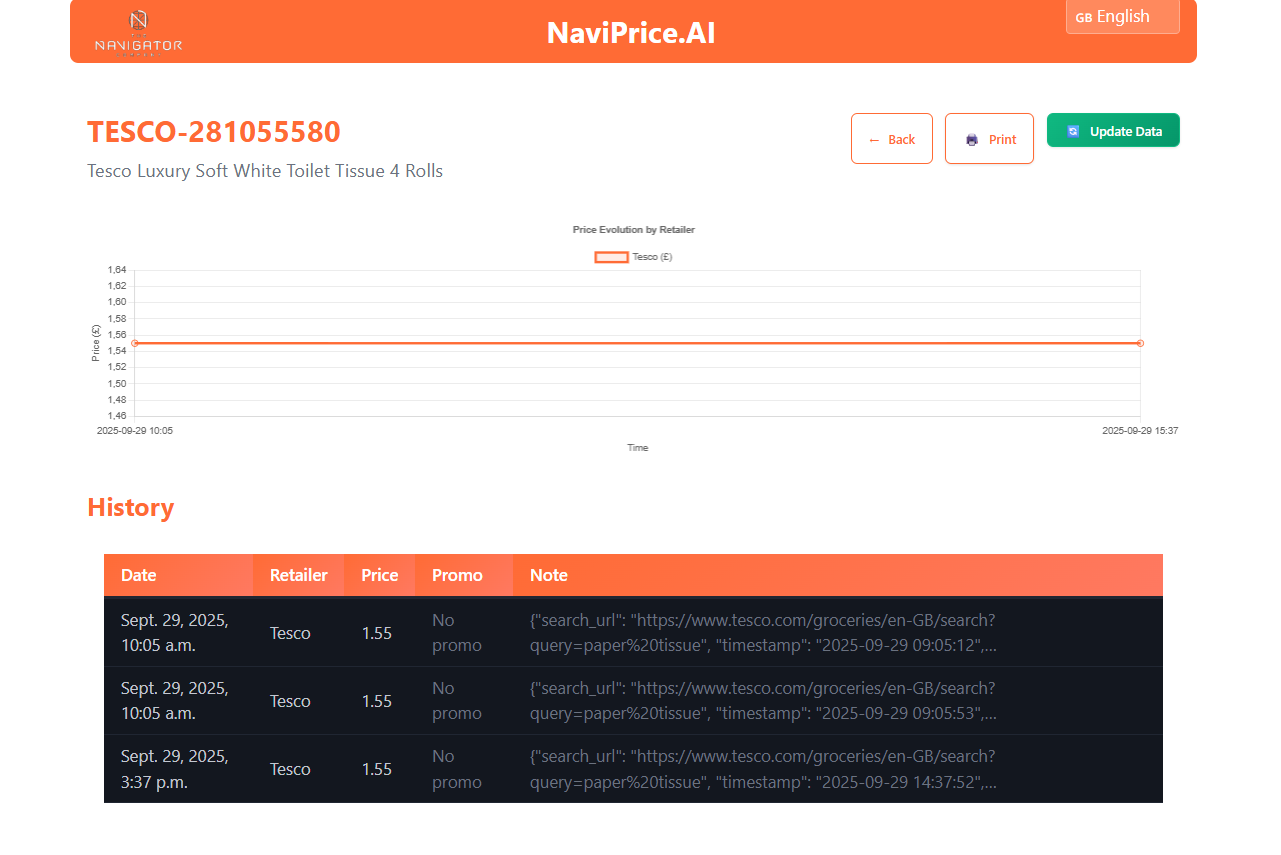 NAVIGATOR
NaviPrice.AI
GB English
TESCO-281055580
← Back
Print
Update Data
Tesco Luxury Soft White Toilet Tissue 4 Rolls
Price Evolution by Retailer
Tesco (£)
Price (£)
1,64
1,62
1,60
1,58
1,56
1,54
1,52
1,50
1,48
1,46
2025-09-29 10:05
2025-09-29 15:37
Time
History
Date Retailer Price Promo Note
Sept. 29, 2025,
10:05 a.m.
Tesco
1.55
No
promo
{"search_url": "https://www.tesco.com/groceries/en-GB/search?
query=paper%20tissue", "timestamp": "2025-09-29 09:05:12",...
Sept. 29, 2025,
10:05 a.m.
Tesco
1.55
No
promo
{"search_url": "https://www.tesco.com/groceries/en-GB/search?
query=paper%20tissue", "timestamp": "2025-09-29 09:05:53",...
Sept. 29, 2025,
3:37 p.m.
Tesco
1.55
No
promo
{"search_url": "https://www.tesco.com/groceries/en-GB/search?
query=paper%20tissue", "timestamp": "2025-09-29 14:37:52",...